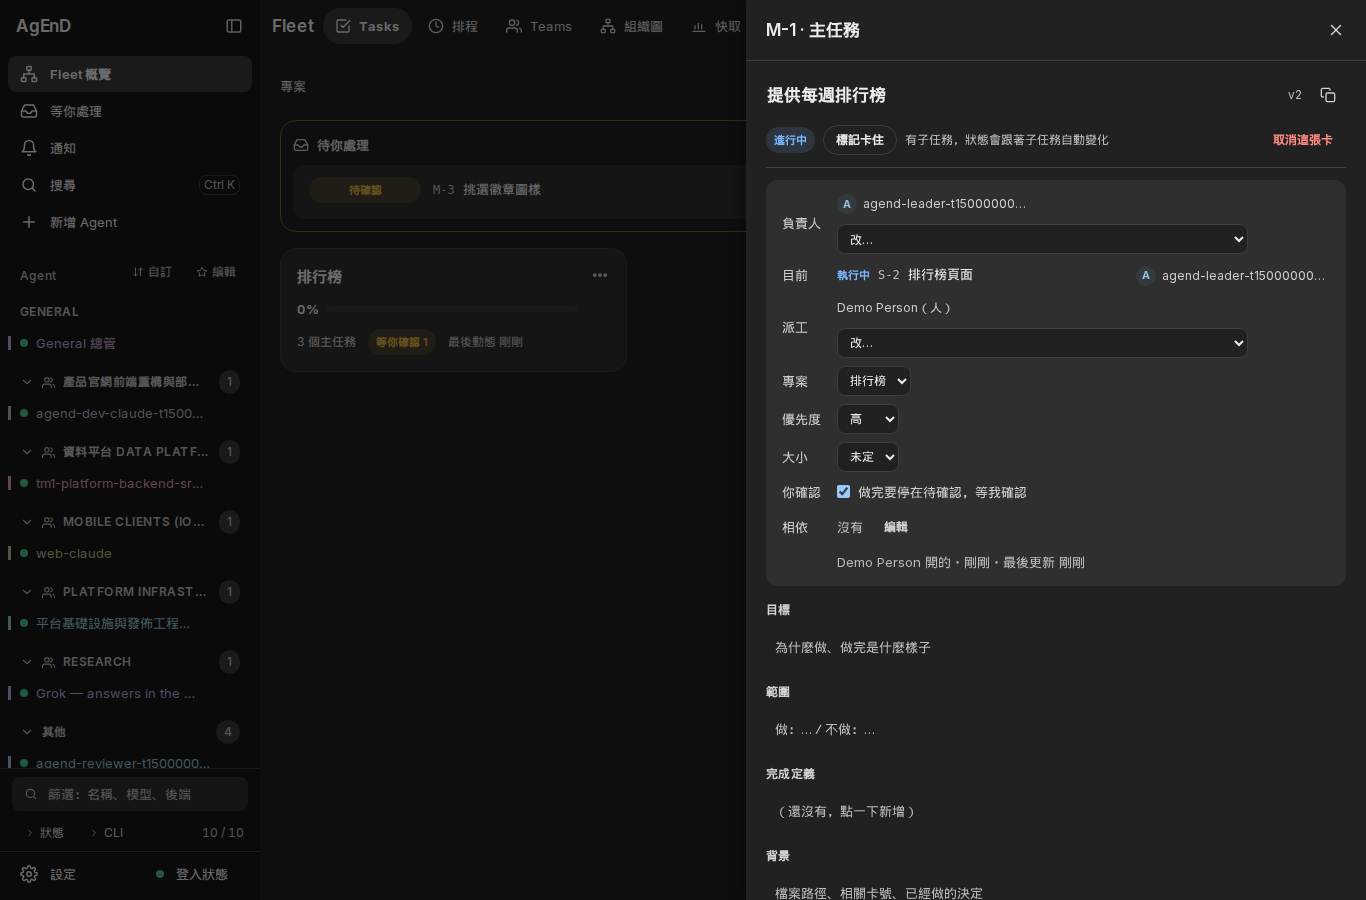 AgEnD
Fleet 概覽
等你處理
通知
搜尋
Ctrl K
新增 Agent
Agent
自訂
編輯
GENERAL
General 總管
產品官網前端重構與部...
1
agend-dev-claude-t1500...
資料平台 DATA PLATF...
1
tm1-platform-backend-sr...
MOBILE CLIENTS (IO...
1
web-claude
PLATFORM INFRAST...
1
平台基礎設施與發佈工程...
RESEARCH
1
Grok — answers in the ...
其他
4
agend-reviewer-t1500000...
篩選：名稱、模型、後端
狀態
CLI
10 / 10
設定
登入狀態
Fleet
Tasks
排程
Teams
組織圖
快取
專案
待你處理
待確認
M-3 挑選徽章圖樣
排行榜
0%
3 個主任務
等你確認 1
最後動態 剛剛
M-1 · 主任務
提供每週排行榜
v2
進行中
標記卡住
有子任務，狀態會跟著子任務自動變化
取消這張卡
負責人
A agend-leader-t15000000...
改...
目前
執行中 S-2 排行榜頁面
A agend-leader-t15000000...
派工
Demo Person（人）
改...
專案
排行榜
優先度
高
大小
未定
你確認
做完要停在待確認，等我確認
相依
沒有
編輯
Demo Person 開的・剛剛・最後更新 剛剛
目標
為什麼做、做完是什麼樣子
範圍
做：… / 不做：…
完成定義
（還沒有，點一下新增）
背景
檔案路徑、相關卡號、已經做的決定